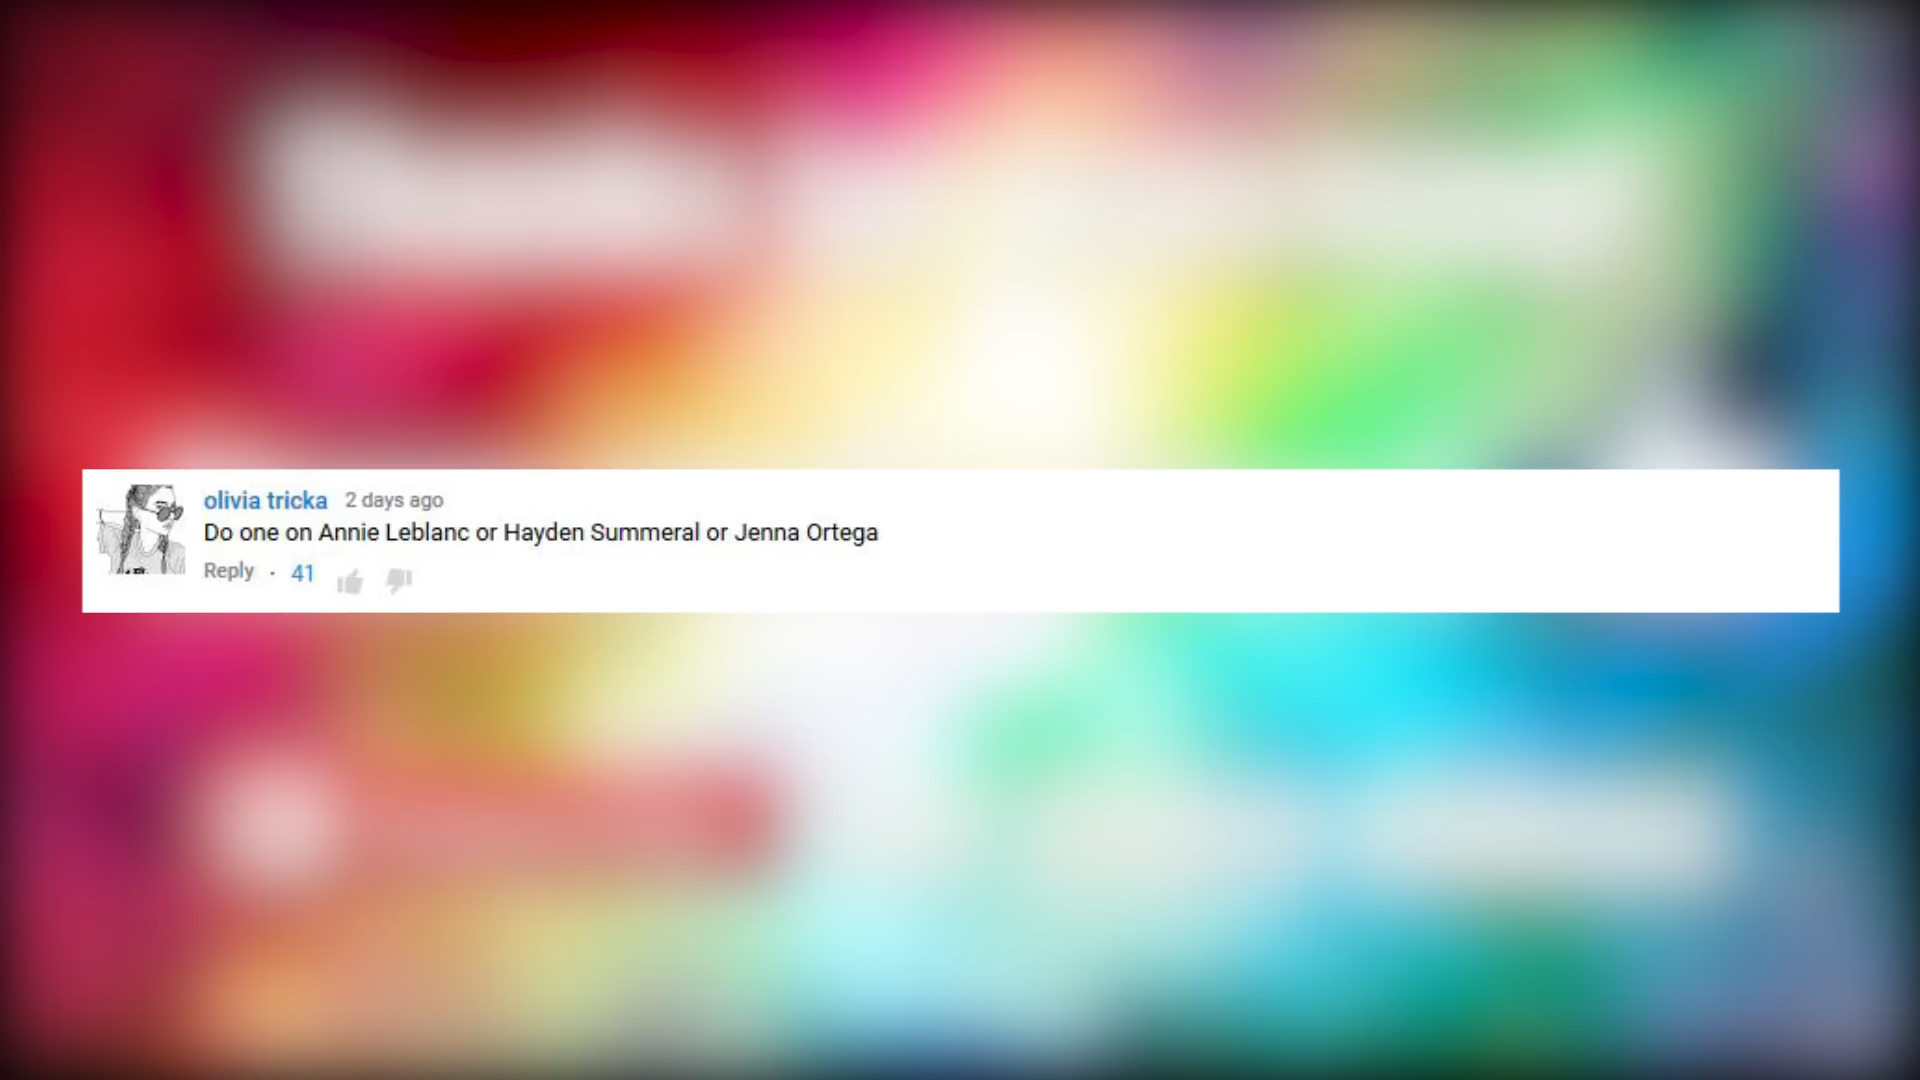 olivia tricka 2 days ago
Do one on Annie Leblanc or Hayden Summeral or Jenna Ortega
Reply · 41